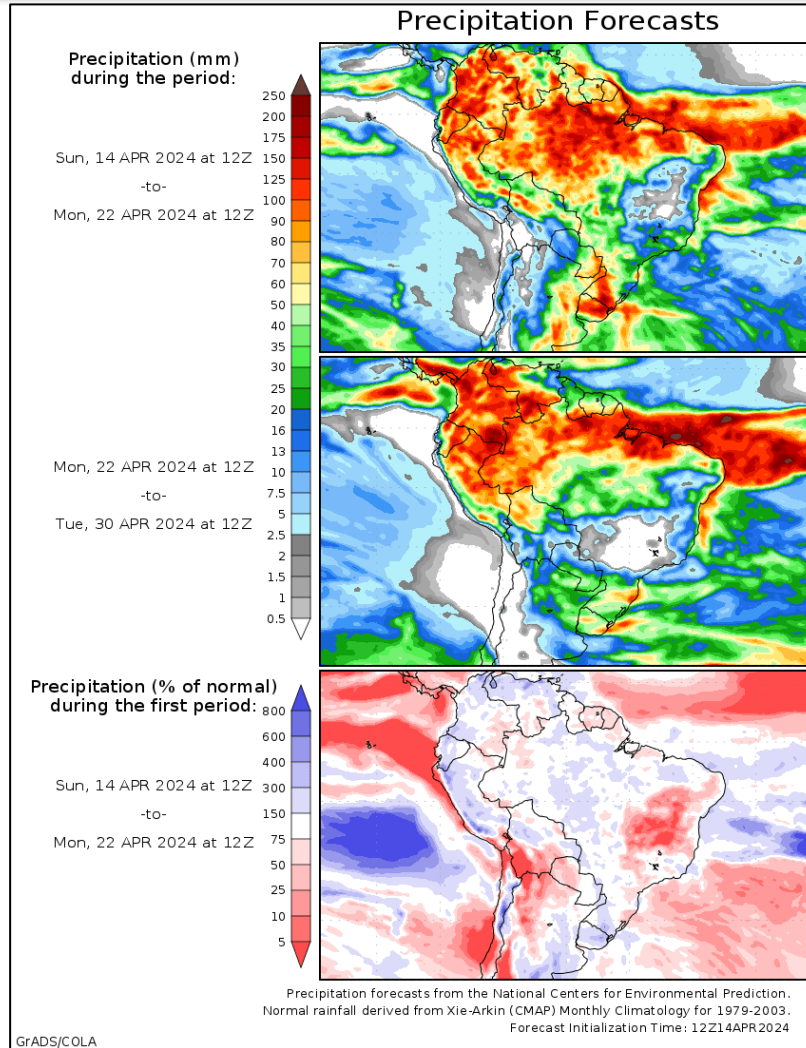 Precipitation Forecasts
Precipitation (mm)
during the period:
Sun, 14 APR 2024 at 12Z
-to-
Mon, 22 APR 2024 at 12Z
250
200
175
150
125
100
90
80
70
60
50
40
35
30
25
20
16
13
10
7.5
5
2.5
2
1.5
1
0.5
Mon, 22 APR 2024 at 12Z
-to-
Tue, 30 APR 2024 at 12Z
Precipitation (% of normal)
during the first period:
Sun, 14 APR 2024 at 12Z
-to-
Mon, 22 APR 2024 at 12Z
800
600
400
300
150
75
50
25
10
5
Precipitation forecasts from the National Centers for Environmental Prediction.
Normal rainfall derived from Xie-Arkin (CMAP) Monthly Climatology for 1979-2003.
Forecast Initialization Time: 12Z14APR2024
GrADS/COLA